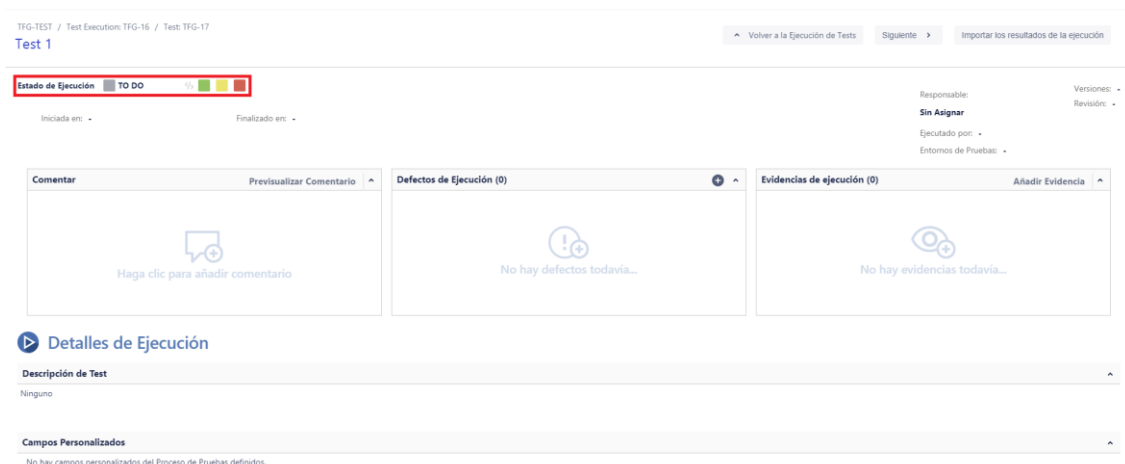 TFG-TEST / Test Execution: TFG-16 / Test: TFG-17
Test 1
Volver a la Ejecución de Tests
Siguiente >
Importar los resultados de la ejecución
Estado de Ejecución TO DO
Iniciada en: -
Finalizado en: -
Responsable:
Sin Asignar
Ejecutado por: -
Entornos de Pruebas: -
Versiones: -
Revisión: -
Comentar
Previsualizar Comentario
Haga clic para añadir comentario
Defectos de Ejecución (0)
No hay defectos todavía...
Evidencias de ejecución (0)
Añadir Evidencia
No hay evidencias todavía...
Detalles de Ejecución
Descripción de Test
Ninguno
Campos Personalizados
No hay campos personalizados del Proceso de Pruebas definidos.